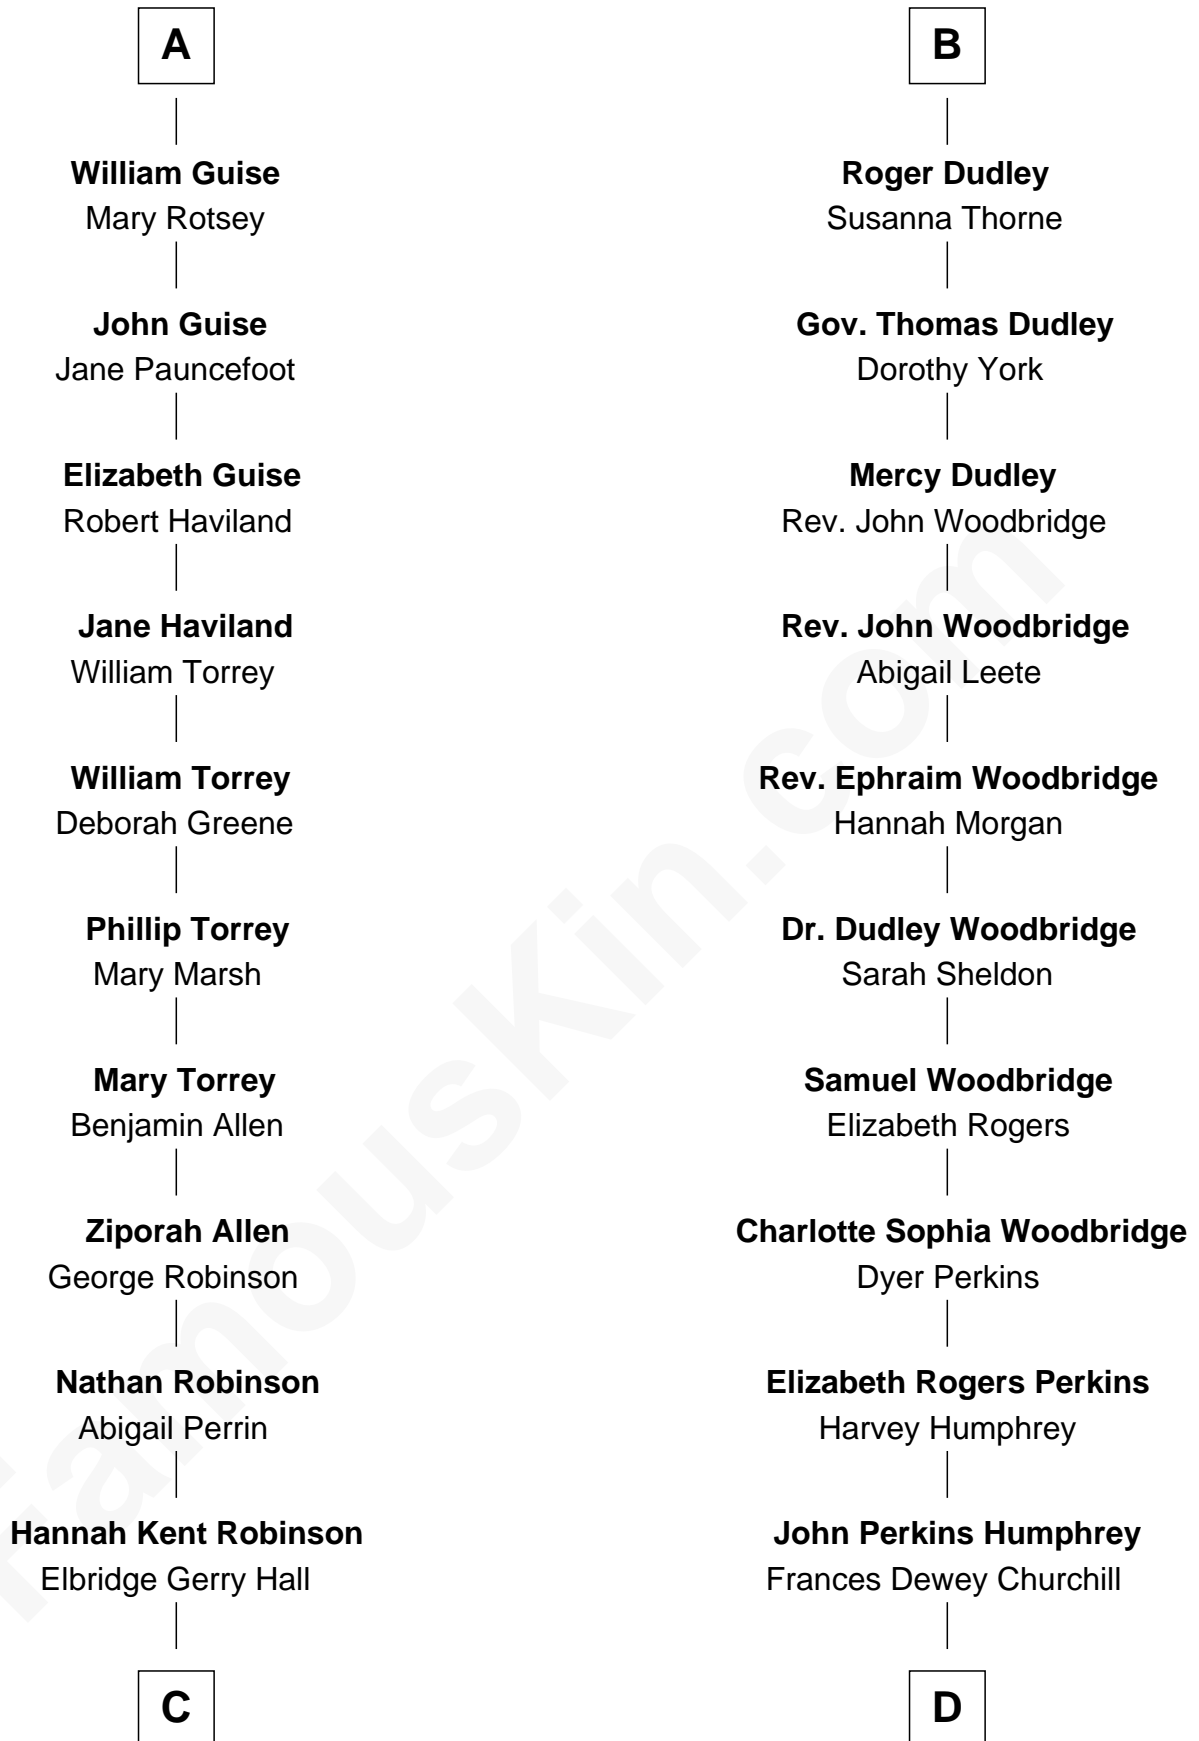 A
William Guise
Mary Rotsey
John Guise
Jane Pauncefoot
Elizabeth Guise
Robert Haviland
Jane Haviland
William Torrey
William Torrey
Deborah Greene
Phillip Torrey
Mary Marsh
Mary Torrey
Benjamin Allen
Ziporah Allen
George Robinson
Nathan Robinson
Abigail Perrin
Hannah Kent Robinson
Elbridge Gerry Hall
C
B
Roger Dudley
Susanna Thorne
Gov. Thomas Dudley
Dorothy York
Mercy Dudley
Rev. John Woodbridge
Rev. John Woodbridge
Abigail Leete
Rev. Ephraim Woodbridge
Hannah Morgan
Dr. Dudley Woodbridge
Sarah Sheldon
Samuel Woodbridge
Elizabeth Rogers
Charlotte Sophia Woodbridge
Dyer Perkins
Elizabeth Rogers Perkins
Harvey Humphrey
John Perkins Humphrey
Frances Dewey Churchill
D
FamousKin.com